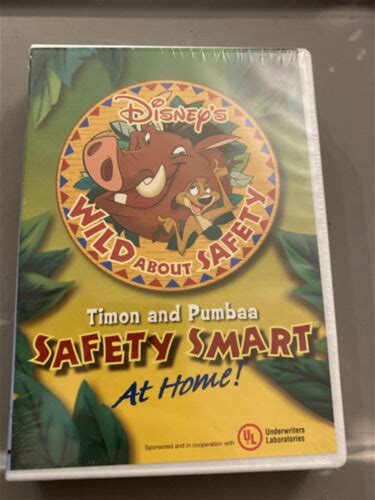 Disney's
WILD ABOUT SAFETY
Timon and Pumbaa
SAFETY SMART
At Home!
Sponsored and in cooperation with
UL
Underwriters
Laboratories